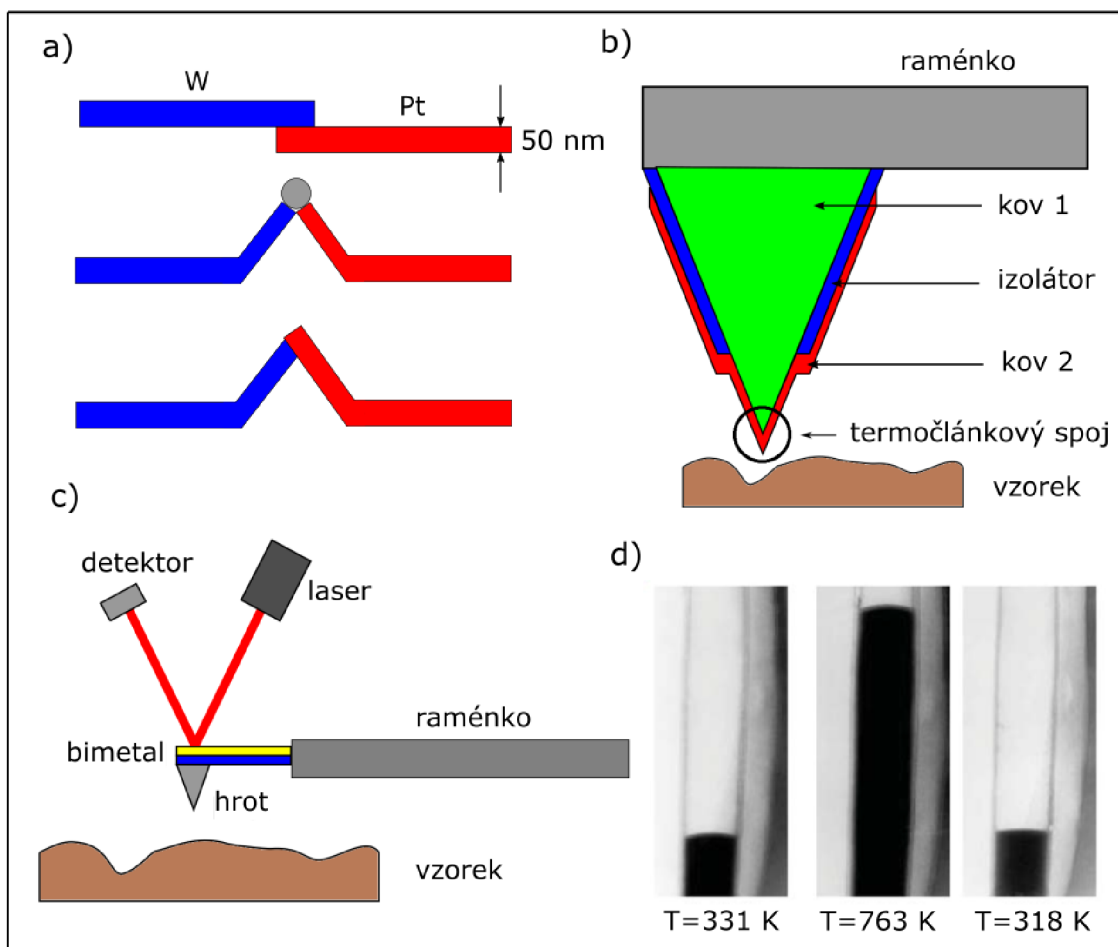 a)
W
Pt
50 nm
b)
raménko
kov 1
izolátor
kov 2
termočlánkový spoj
vzorek
c)
detektor
laser
raménko
bimetal
hrot
vzorek
d)
T=331 K
T=763 K
T=318 K